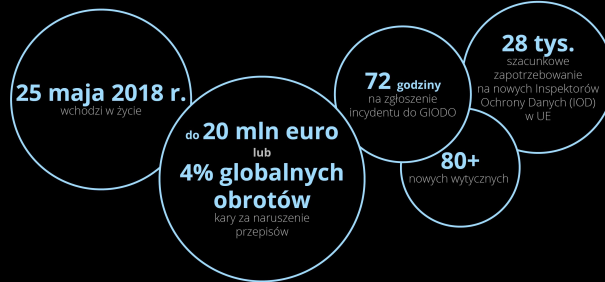 25 maja 2018 r.
wchodzi w życie
do 20 mln euro
lub
4% globalnych
obrotów
kary za naruszenie
przepisów
72 godziny
na zgłoszenie
incydentu do GIODO
80+
nowych wytycznych
28 tys.
szacunkowe
zapotrzebowanie
na nowych Inspektorów
Ochrony Danych (IOD)
w UE